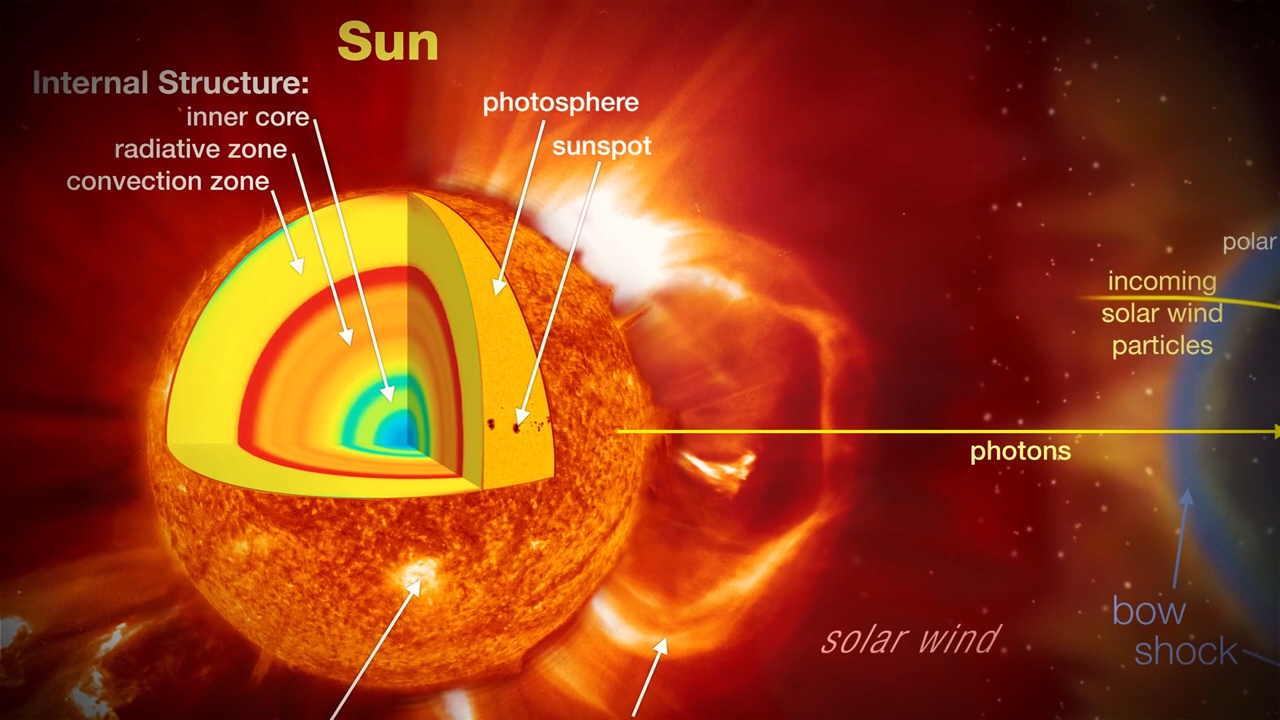 Sun
Internal Structure:
inner core
radiative zone
convection zone
photosphere
sunspot
polar
incoming
solar wind
particles
photons
bow
shock
solar wind